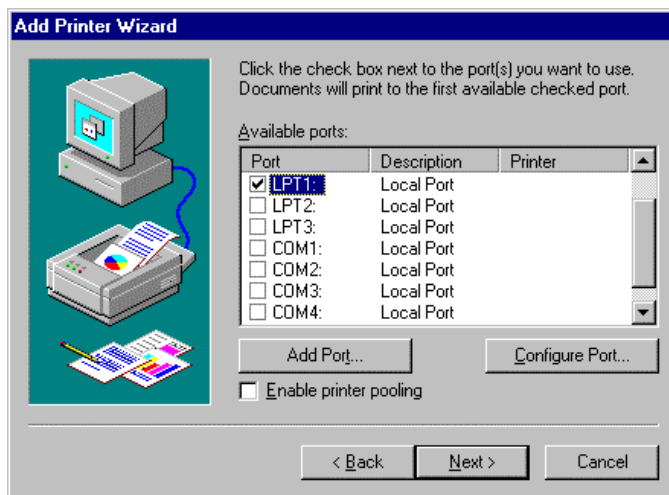 Add Printer Wizard
Click the check box next to the port(s) you want to use.
Documents will print to the first available checked port.
Available ports:
Port Description Printer
LPT1: Local Port
LPT2: Local Port
LPT3: Local Port
COM1: Local Port
COM2: Local Port
COM3: Local Port
COM4: Local Port
Add Port... Configure Port...
Enable printer pooling
< Back Next > Cancel